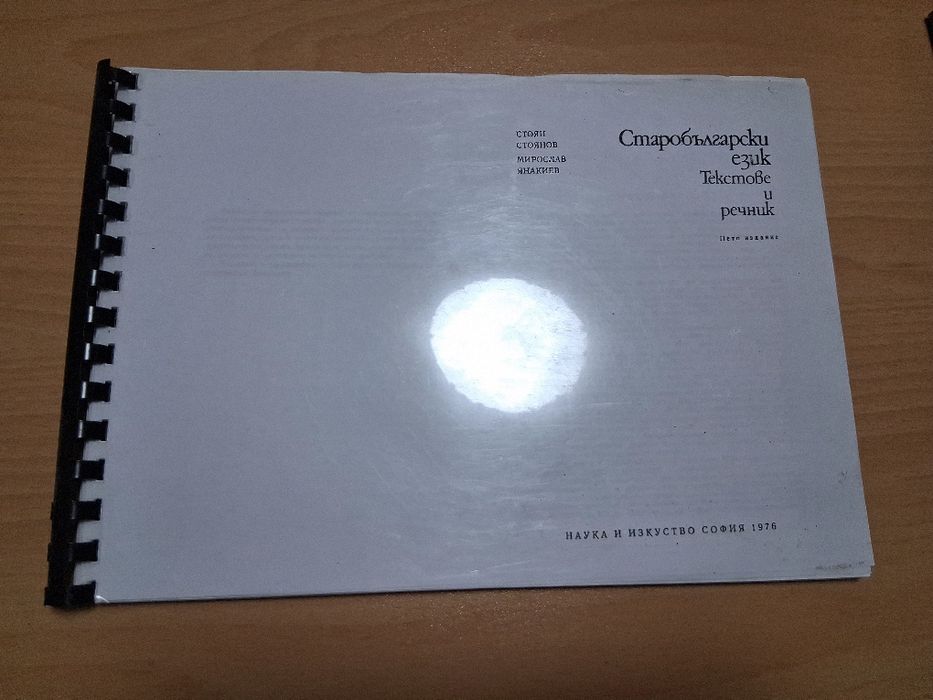 СТОЯН
СТОЯНОВ
МИРОСЛАВ
ЯНАКИЕВ
Старобългарски
език
Текстове
и
речник
Пето издание
НАУКА И ИЗКУСТВО СОФИЯ 1976